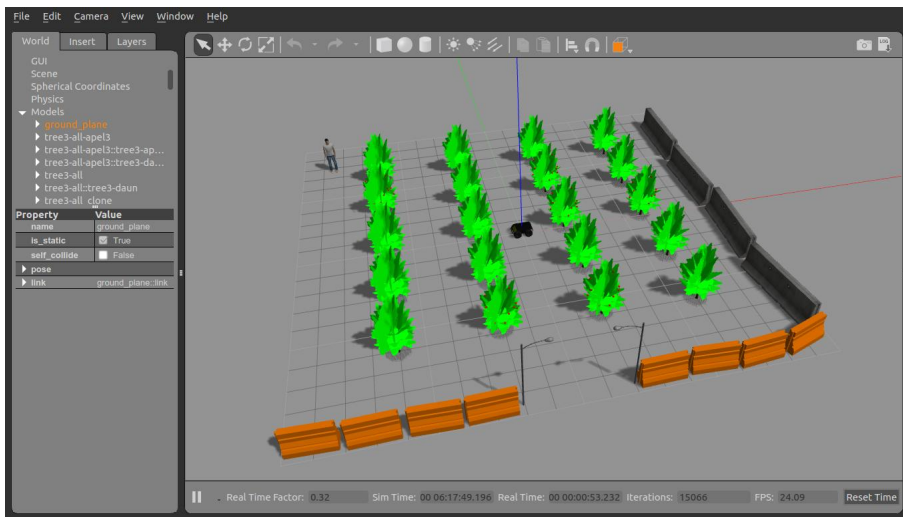 File Edit Camera View Window Help
World Insert Layers
GUI
Scene
Spherical Coordinates
Physics
Models
ground_plane
tree3-all-apel3
tree3-all-apel3::tree3-ap...
tree3-all-apel3::tree3-da...
tree3-all
tree3-all::tree3-daun
tree3-all_clone
Property Value
name ground_plane
is_static True
self_collide False
pose
link ground_plane::link
Real Time Factor: 0.32 Sim Time: 00 06:17:49.196 Real Time: 00 00:00:53.232 Iterations: 15066 FPS: 24.09 Reset Time